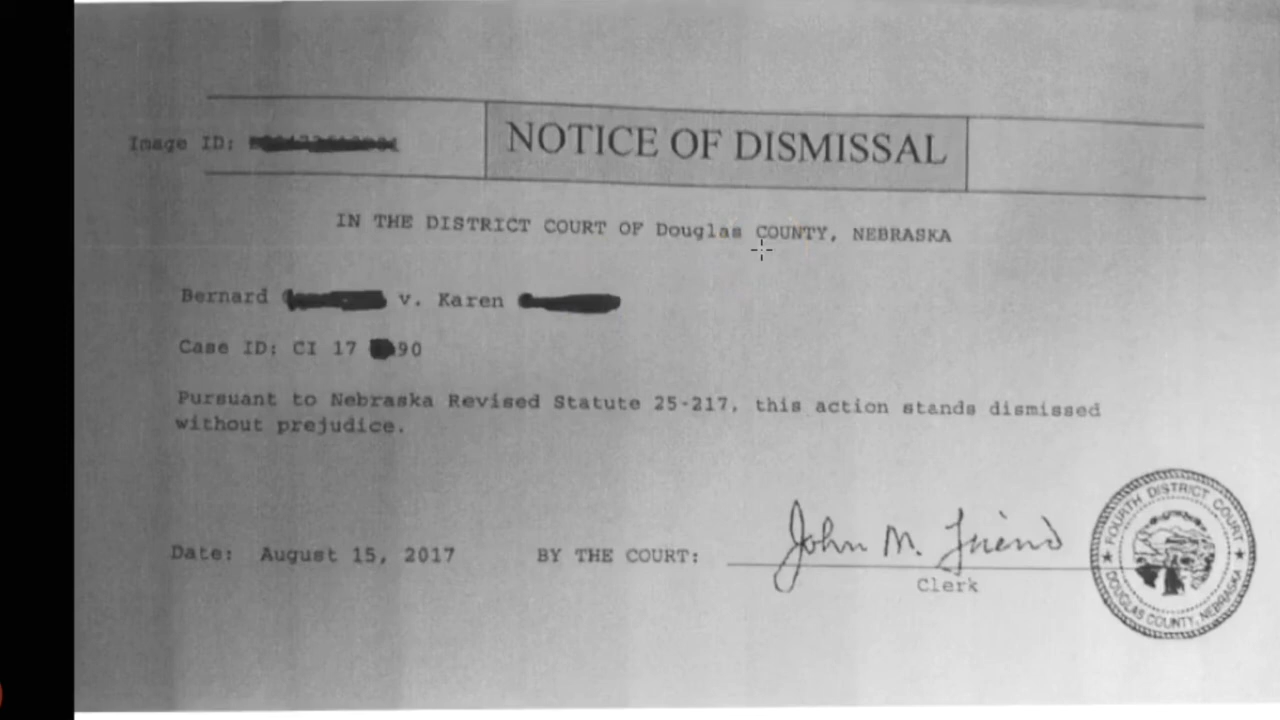 Image ID:
NOTICE OF DISMISSAL
IN THE DISTRICT COURT OF Douglas COUNTY, NEBRASKA
Bernard v. Karen
Case ID: CI 17 90
Pursuant to Nebraska Revised Statute 25-217, this action stands dismissed
without prejudice.
Date: August 15, 2017 BY THE COURT: John M. Friend
Clerk
FOURTH DISTRICT COURT
DOUGLAS COUNTY, NEBRASKA